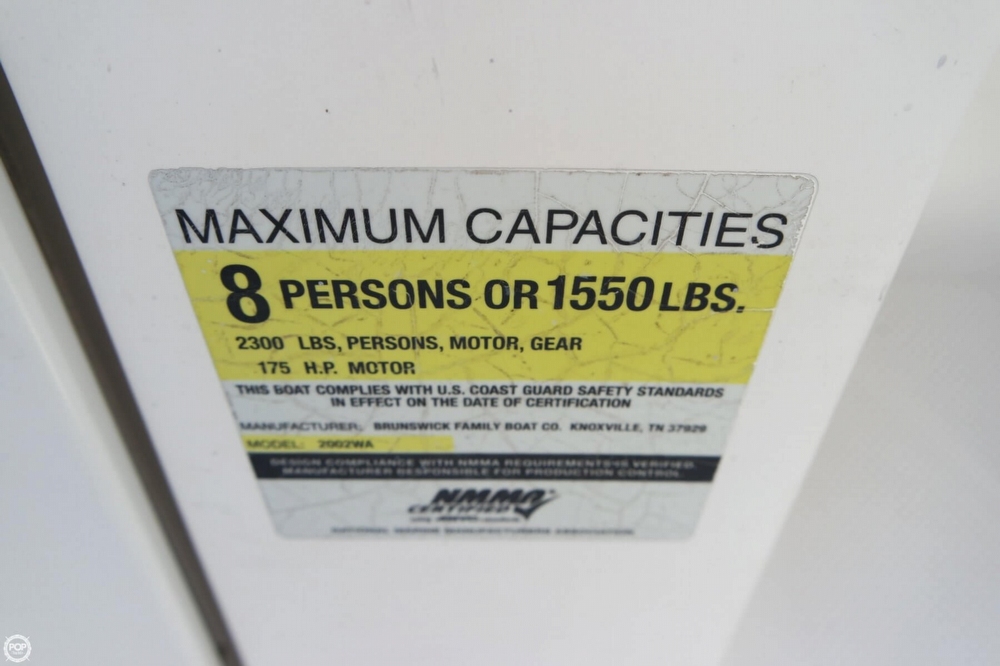 MAXIMUM CAPACITIES
8 PERSONS OR 1550 LBS.
2300 LBS, PERSONS, MOTOR, GEAR
175 H.P. MOTOR
THIS BOAT COMPLIES WITH U.S. COAST GUARD SAFETY STANDARDS
IN EFFECT ON THE DATE OF CERTIFICATION
MANUFACTURER: BRUNSWICK FAMILY BOAT CO. KNOXVILLE, TN 37929
MODEL: 2002WA
DESIGN COMPLIANCE WITH NMMA REQUIREMENTS IS VERIFIED.
MANUFACTURER RESPONSIBLE FOR PRODUCTION CONTROL.
NMMA
CERTIFIED
NATIONAL MARINE MANUFACTURERS ASSOCIATION
POP